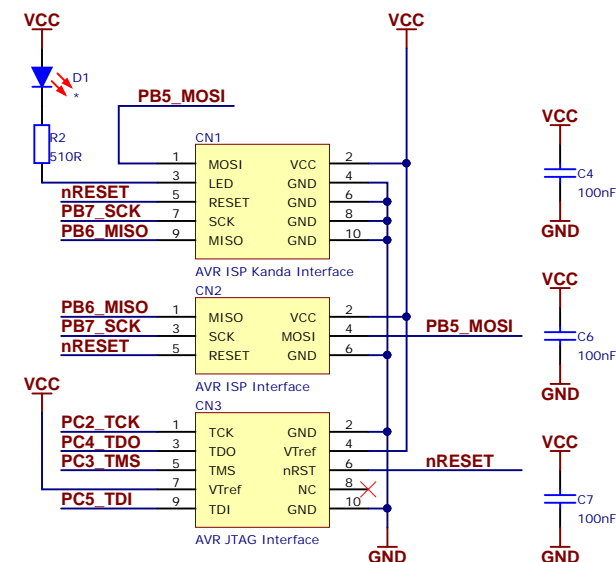 VCC
VCC
D1
*
PB5_MOSI
R2
510R
CN1
1 MOSI VCC 2
3 LED GND 4
nRESET 5 RESET GND 6
PB7_SCK 7 SCK GND 8
PB6_MISO 9 MISO GND 10
AVR ISP Kanda Interface
CN2
PB6_MISO 1 MISO VCC 2
PB7_SCK 3 SCK MOSI 4 PB5_MOSI
nRESET 5 RESET GND 6
AVR ISP Interface
VCC
CN3
PC2_TCK 1 TCK GND 2
PC4_TDO 3 TDO VTref 4
PC3_TMS 5 TMS nRST 6 nRESET
7 VTref NC 8
PC5_TDI 9 TDI GND 10
AVR JTAG Interface
GND
VCC
C4
100nF
GND
VCC
C6
100nF
GND
VCC
C7
100nF
GND